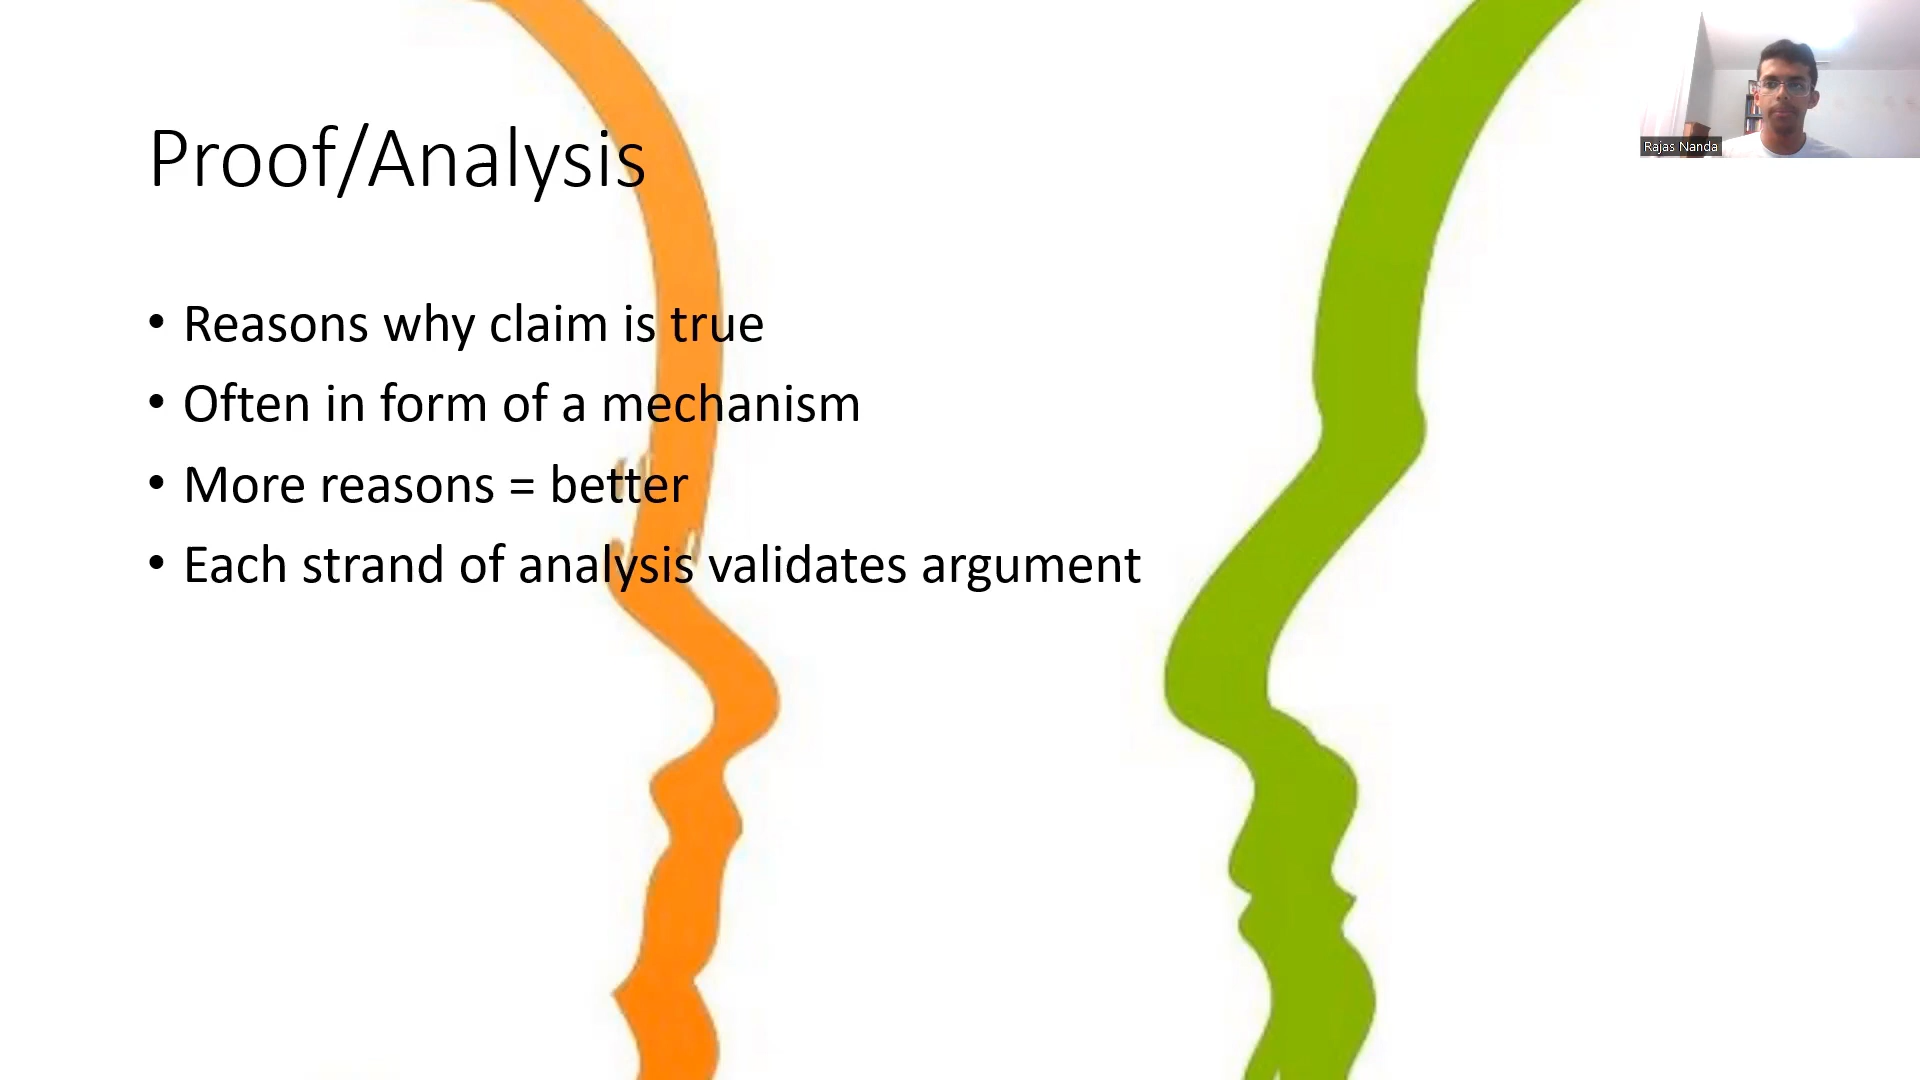 Proof/Analysis
• Reasons why claim is true
• Often in form of a mechanism
• More reasons = better
• Each strand of analysis validates argument
Rajas Nanda